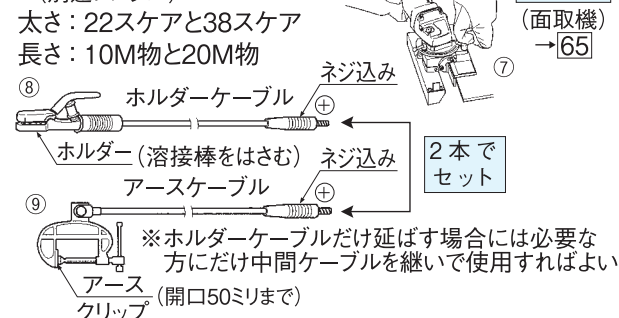 太さ：22スケアと38スケア
長さ：10M物と20M物
(面取機)
→65
⑦
⑧
ホルダーケーブル
ネジ込み
⊕
ホルダー(溶接棒をはさむ)
2本で
セット
⑨
アースケーブル
ネジ込み
⊕
※ホルダーケーブルだけ延ばす場合には必要な
方にだけ中間ケーブルを継いで使用すればよい
アース
クリップ(開口50ミリまで)